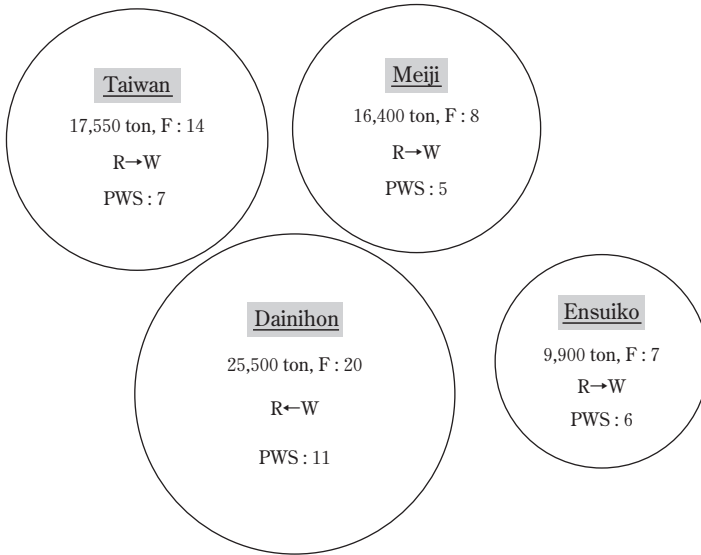 Taiwan
17,550 ton, F : 14
R→W
PWS : 7
Meiji
16,400 ton, F : 8
R→W
PWS : 5
Dainihon
25,500 ton, F : 20
R←W
PWS : 11
Ensuiko
9,900 ton, F : 7
R→W
PWS : 6